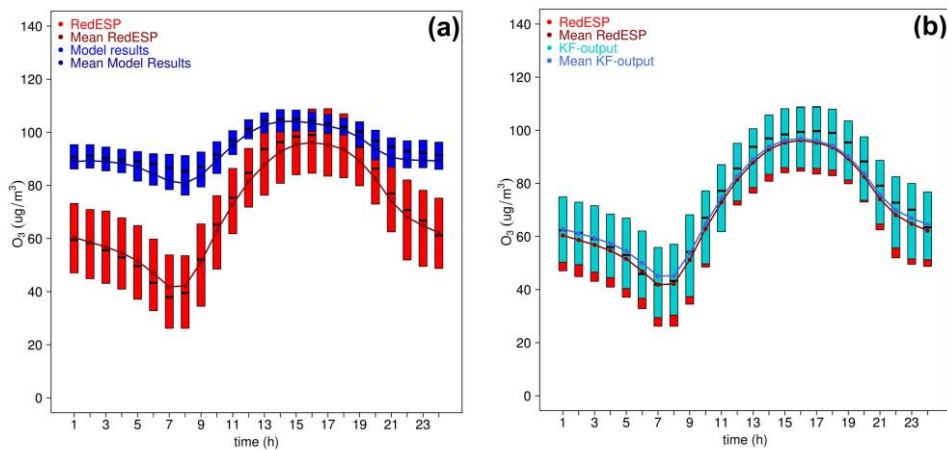 (a)
RedESP
Mean RedESP
Model results
Mean Model Results
140
120
100
80
60
40
20
0
O3 (ug/m³)
1 3 5 7 9 11 13 15 17 19 21 23
time (h)
(b)
RedESP
Mean RedESP
KF-output
Mean KF-output
140
120
100
80
60
40
20
0
O3 (ug/m³)
1 3 5 7 9 11 13 15 17 19 21 23
time (h)